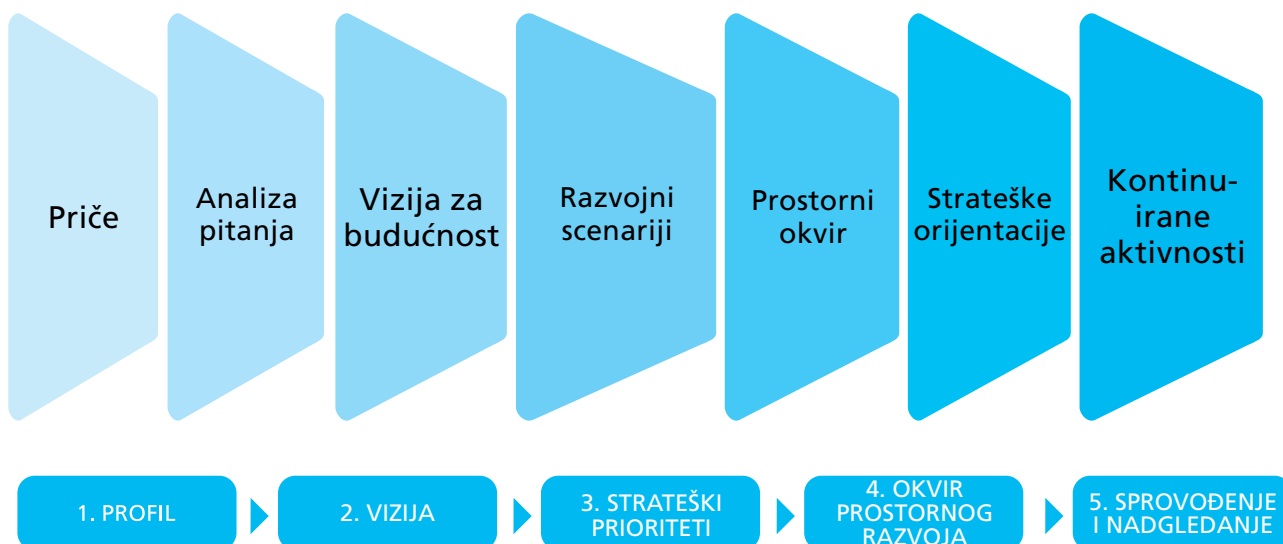 Priče
Analiza
pitanja
Vizija za
budućnost
Razvojni
scenariji
Prostorni
okvir
Strateške
orijentacije
Kontinu-
irane
aktivnosti
1. PROFIL
2. VIZIJA
3. STRATEŠKI
PRIORITETI
4. OKVIR
PROSTORNOG
RAZVOJA
5. SPROVOĐENJE
I NADGLEDANJE